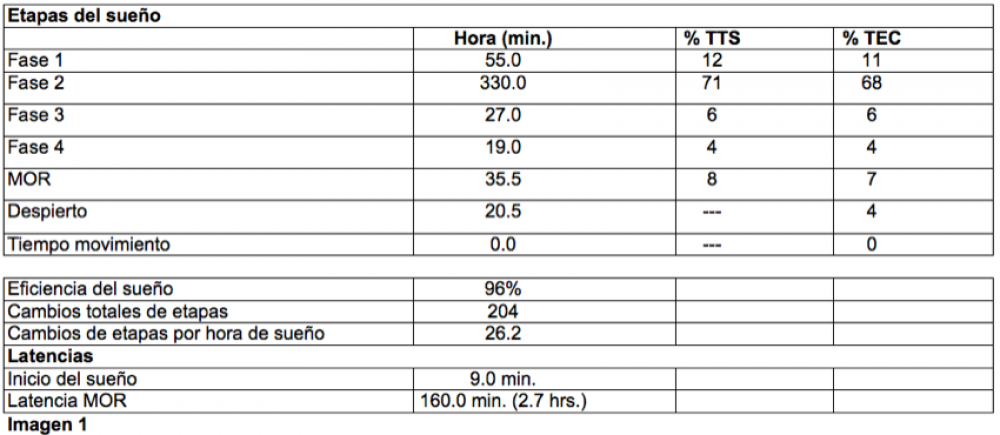 Etapas del sueño
Hora (min.) % TTS % TEC
Fase 1 55.0 12 11
Fase 2 330.0 71 68
Fase 3 27.0 6 6
Fase 4 19.0 4 4
MOR 35.5 8 7
Despierto 20.5 --- 4
Tiempo movimiento 0.0 --- 0
Eficiencia del sueño 96%
Cambios totales de etapas 204
Cambios de etapas por hora de sueño 26.2
Latencias
Inicio del sueño 9.0 min.
Latencia MOR 160.0 min. (2.7 hrs.)
Imagen 1